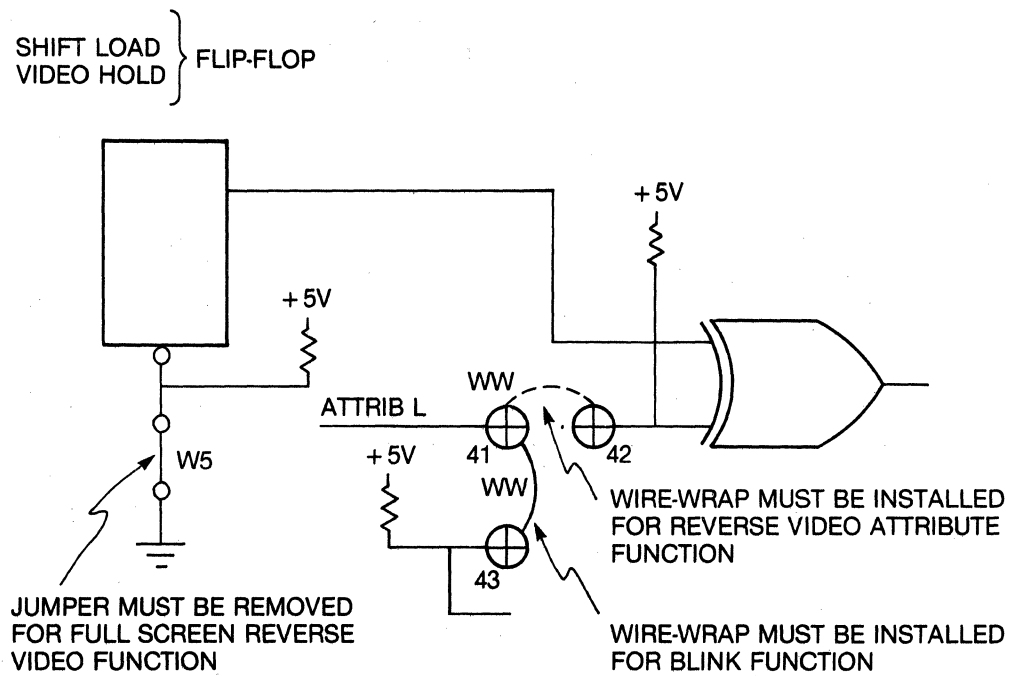 SHIFT LOAD
VIDEO HOLD
FLIP-FLOP
+5V
+5V
WW
ATTRIB L
41
42
+5V
W5
WW
43
WIRE-WRAP MUST BE INSTALLED
FOR REVERSE VIDEO ATTRIBUTE
FUNCTION
JUMPER MUST BE REMOVED
FOR FULL SCREEN REVERSE
VIDEO FUNCTION
WIRE-WRAP MUST BE INSTALLED
FOR BLINK FUNCTION